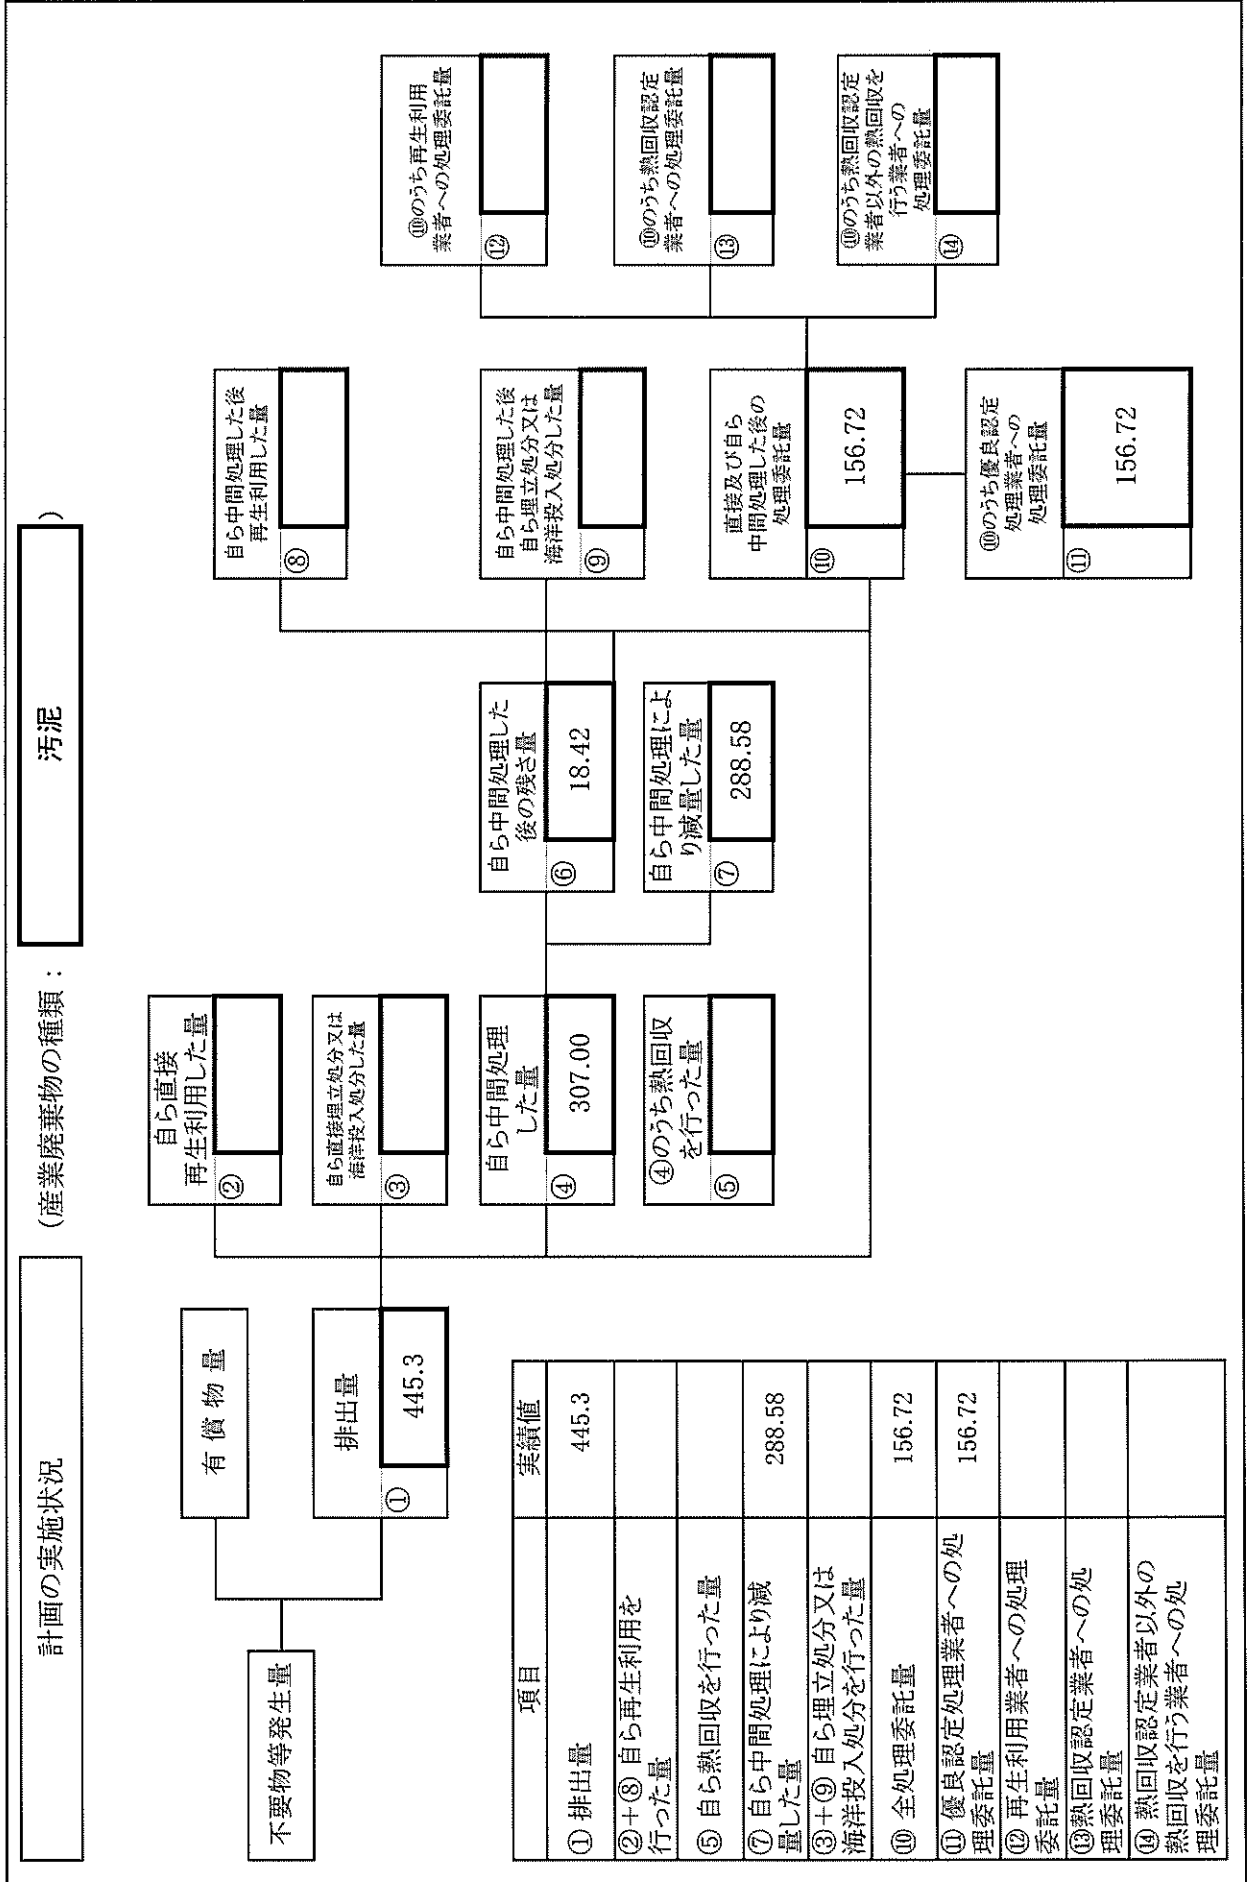 計画の実施状況
（産業廃棄物の種類：
汚泥
）
不要物等発生量
有償物量
排出量
①
445.3
自ら直接
再生利用した量
②
自ら直接埋立処分又は
海洋投入処分した量
③
自ら中間処理
した量
④
307.00
④のうち熱回収
を行った量
⑤
自ら中間処理した
後の残さ量
⑥
18.42
自ら中間処理によ
り減量した量
⑦
288.58
自ら中間処理した後
再生利用した量
⑧
自ら中間処理した後
自ら埋立処分又は
海洋投入処分した量
⑨
直接及び自ら
中間処理した後の
処理委託量
⑩
156.72
⑩のうち優良認定
処理業者への
処理委託量
⑪
156.72
⑩のうち再生利用
業者への処理委託量
⑫
⑩のうち熱回収認定
業者への処理委託量
⑬
⑩のうち熱回収認定
業者以外の熱回収を
行う業者への
処理委託量
⑭
項目
実績値
① 排出量
445.3
②＋⑧ 自ら再生利用を
行った量
⑤ 自ら熱回収を行った量
⑦ 自ら中間処理により減
量した量
288.58
③＋⑨ 自ら埋立処分又は
海洋投入処分を行った量
⑩ 全処理委託量
156.72
⑪ 優良認定処理業者への処
理委託量
156.72
⑫ 再生利用業者への処理
委託量
⑬熱回収認定業者への処
理委託量
⑭ 熱回収認定業者以外の
熱回収を行う業者への処
理委託量